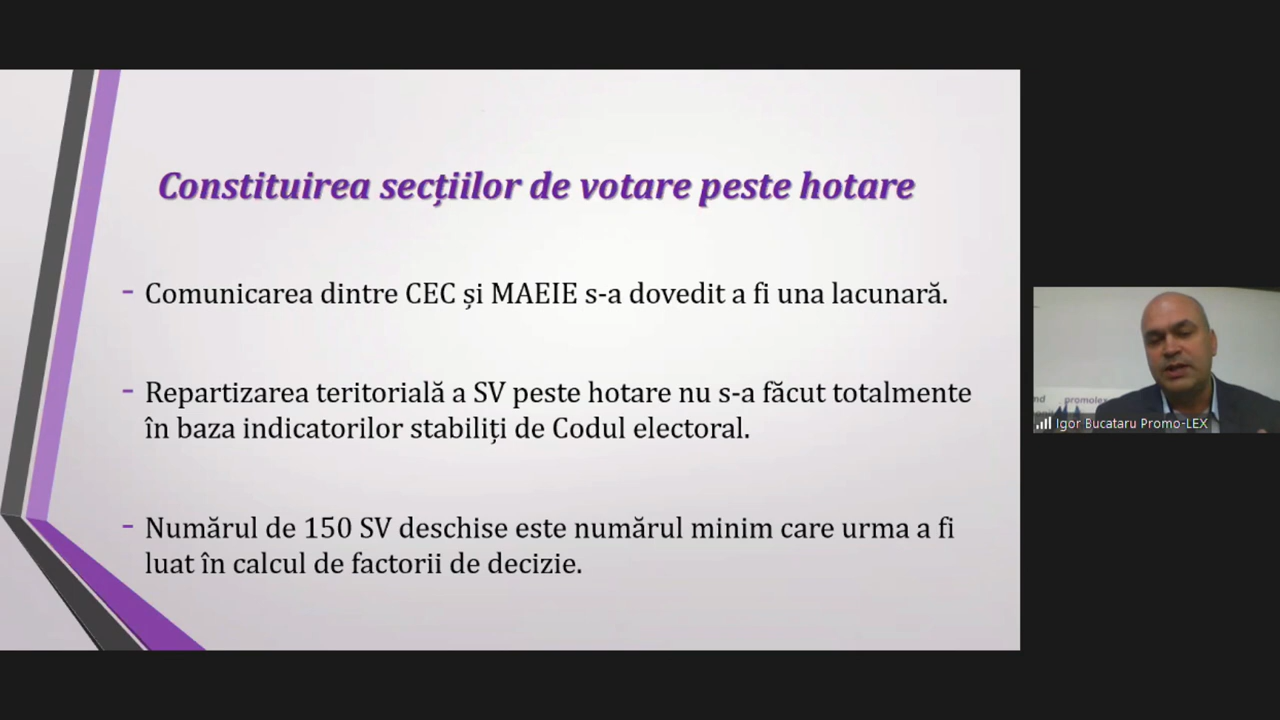 Constituirea secțiilor de votare peste hotare
- Comunicarea dintre CEC și MAEIE s-a dovedit a fi una lacunară.
- Repartizarea teritorială a SV peste hotare nu s-a făcut totalmente
în baza indicatorilor stabiliți de Codul electoral.
- Numărul de 150 SV deschise este numărul minim care urma a fi
luat în calcul de factorii de decizie.
promolex
Igor Bucataru Promo-LEX